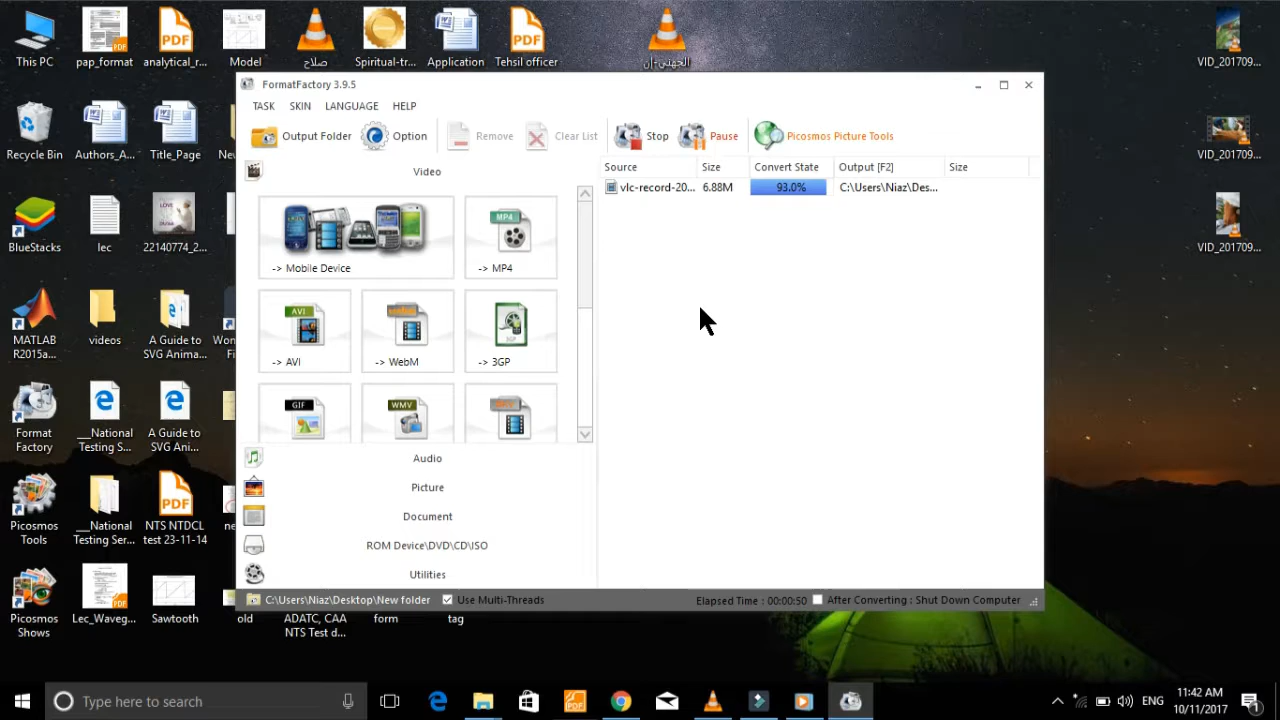 This PC
pap_format
analytical_r...
Model
صلاح
Spiritual-tr...
Application
Tehsil officer
VID_201709...
FormatFactory 3.9.5
TASK SKIN LANGUAGE HELP
Output Folder
Option
Remove
Clear List
Stop
Pause
Picosmos Picture Tools
Recycle Bin
Authors_A...
Title_Page
VID_201709...
Video
Source
Size
Convert State
Output [F2]
Size
vlc-record-20...
6.88M
93.0%
C:\Users\Niaz\Des...
BlueStacks
lec
22140774_2...
VID_201709...
-> Mobile Device
MP4
-> MP4
MATLAB
R2015a...
videos
A Guide to
SVG Anima...
AVI
-> AVI
-> WebM
3GP
-> 3GP
Format
Factory
__National
Testing S...
A Guide to
SVG Ani...
GIF
WMV
Audio
Picture
Document
ROM Device\DVD\CD\ISO
Utilities
Picosmos
Tools
__National
Testing Ser...
NTS NTDCL
test 23-11-14
Picosmos
Shows
Lec_Waveg...
Sawtooth
old
ADATC, CAA
NTS Test d...
form
tag
C:\Users\Niaz\Desktop\New folder
Use Multi-Threads
Elapsed Time : 00:00:50
After Converting : Shut Down Computer
Type here to search
ENG
11:42 AM
10/11/2017